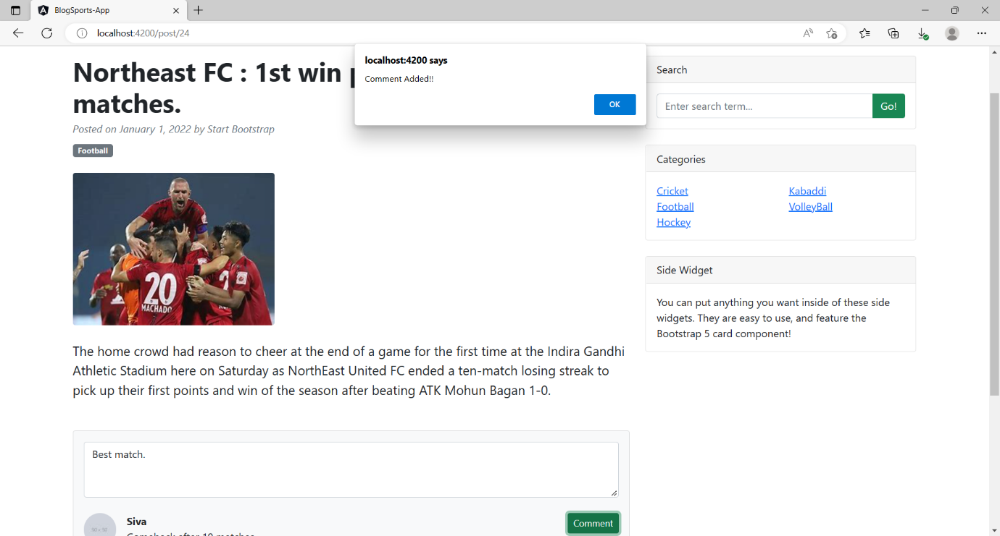 BlogSports-App
localhost:4200/post/24
localhost:4200 says
Comment Added!!
OK
Northeast FC : 1st win
matches.
Posted on January 1, 2022 by Start Bootstrap
Football
20
MACHADO
The home crowd had reason to cheer at the end of a game for the first time at the Indira Gandhi
Athletic Stadium here on Saturday as NorthEast United FC ended a ten-match losing streak to
pick up their first points and win of the season after beating ATK Mohun Bagan 1-0.
Best match.
Siva
Comeback after 10 matches
Comment
Search
Enter search term...
Go!
Categories
Cricket
Kabaddi
Football
VolleyBall
Hockey
Side Widget
You can put anything you want inside of these side
widgets. They are easy to use, and feature the
Bootstrap 5 card component!